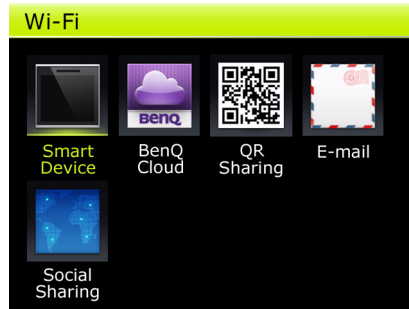 Wi-Fi
BenQ
Smart
Device
BenQ
Cloud
QR
Sharing
E-mail
Social
Sharing